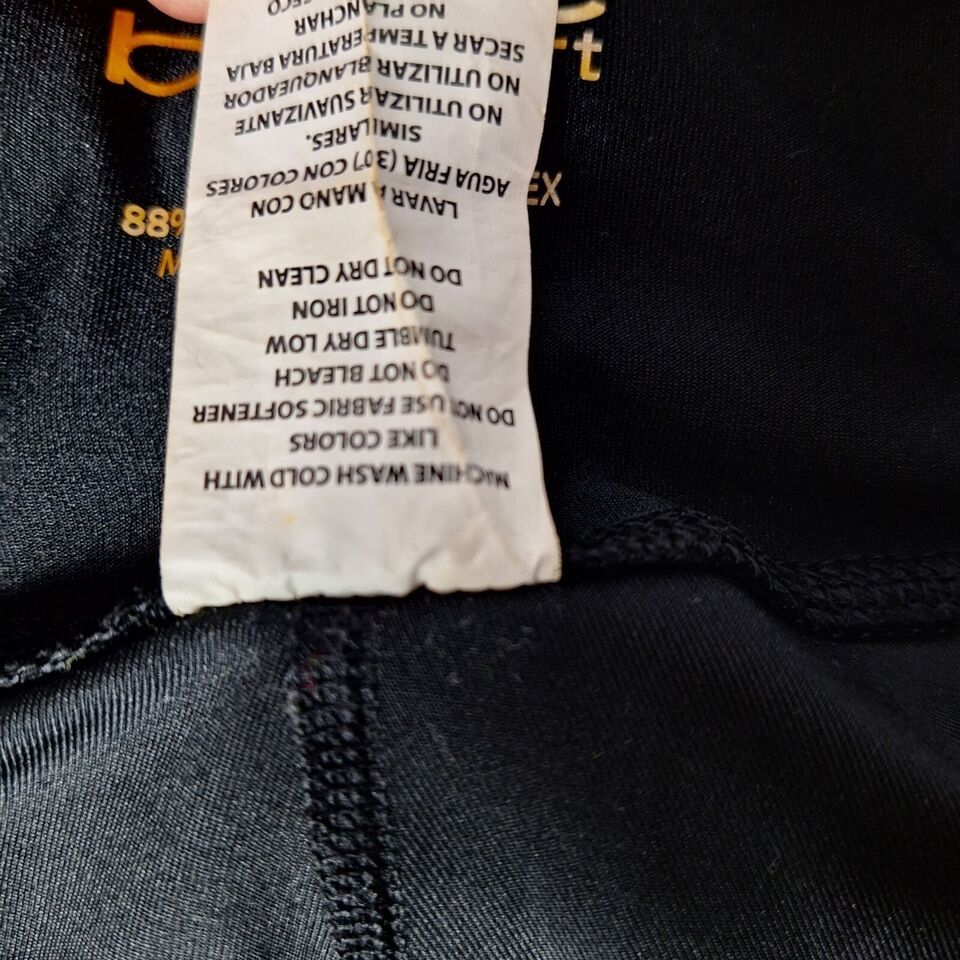 MACHINE WASH COLD WITH
LIKE COLORS
DO NOT USE FABRIC SOFTENER
DO NOT BLEACH
TUMBLE DRY LOW
DO NOT IRON
DO NOT DRY CLEAN
LAVAR A MANO CON
AGUA FRIA (30?) CON COLORES
SIMILARES.
NO UTILIZAR SUAVIZANTE
NO UTILIZAR BLANQUEADOR
SECAR A TEMPERATURA BAJA
NO PLANCHAR
88%
EX